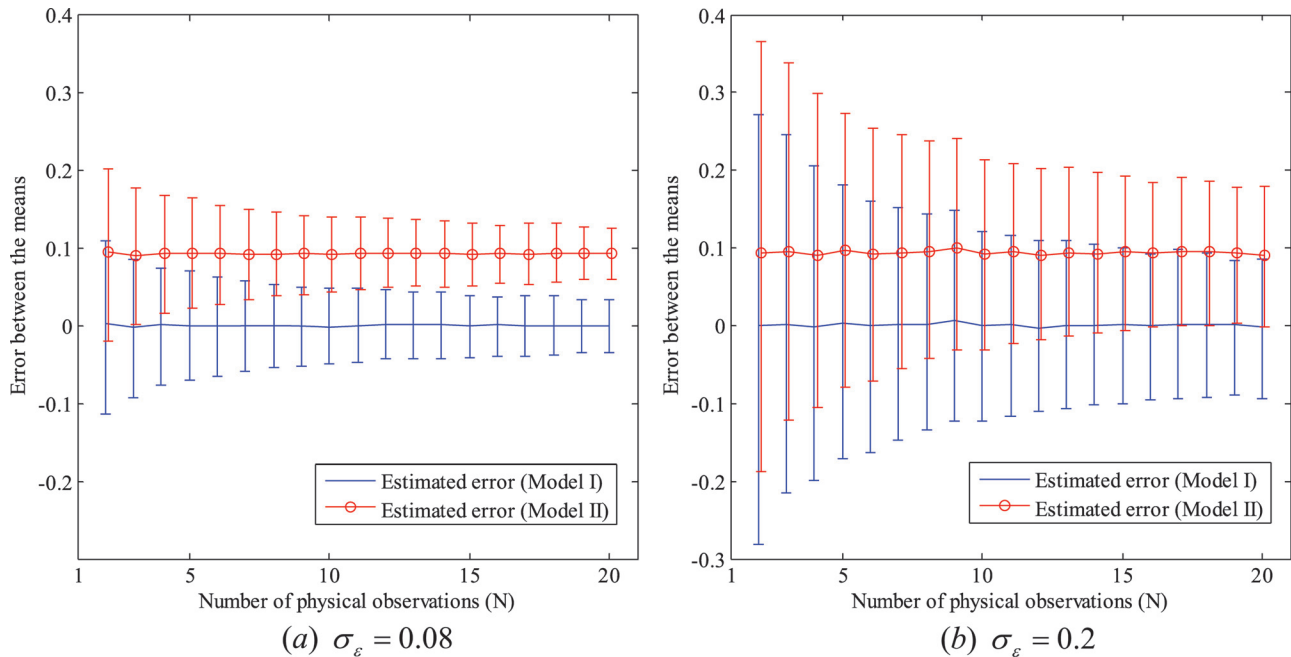 0.4
0.3
0.2
0.1
0
-0.1
-0.2
Error between the means
1
5
10
15
20
Number of physical observations (N)
Estimated error (Model I)
Estimated error (Model II)
(a) σε = 0.08
0.4
0.3
0.2
0.1
0
-0.1
-0.2
-0.3
Error between the means
1
5
10
15
20
Number of physical observations (N)
Estimated error (Model I)
Estimated error (Model II)
(b) σε = 0.2